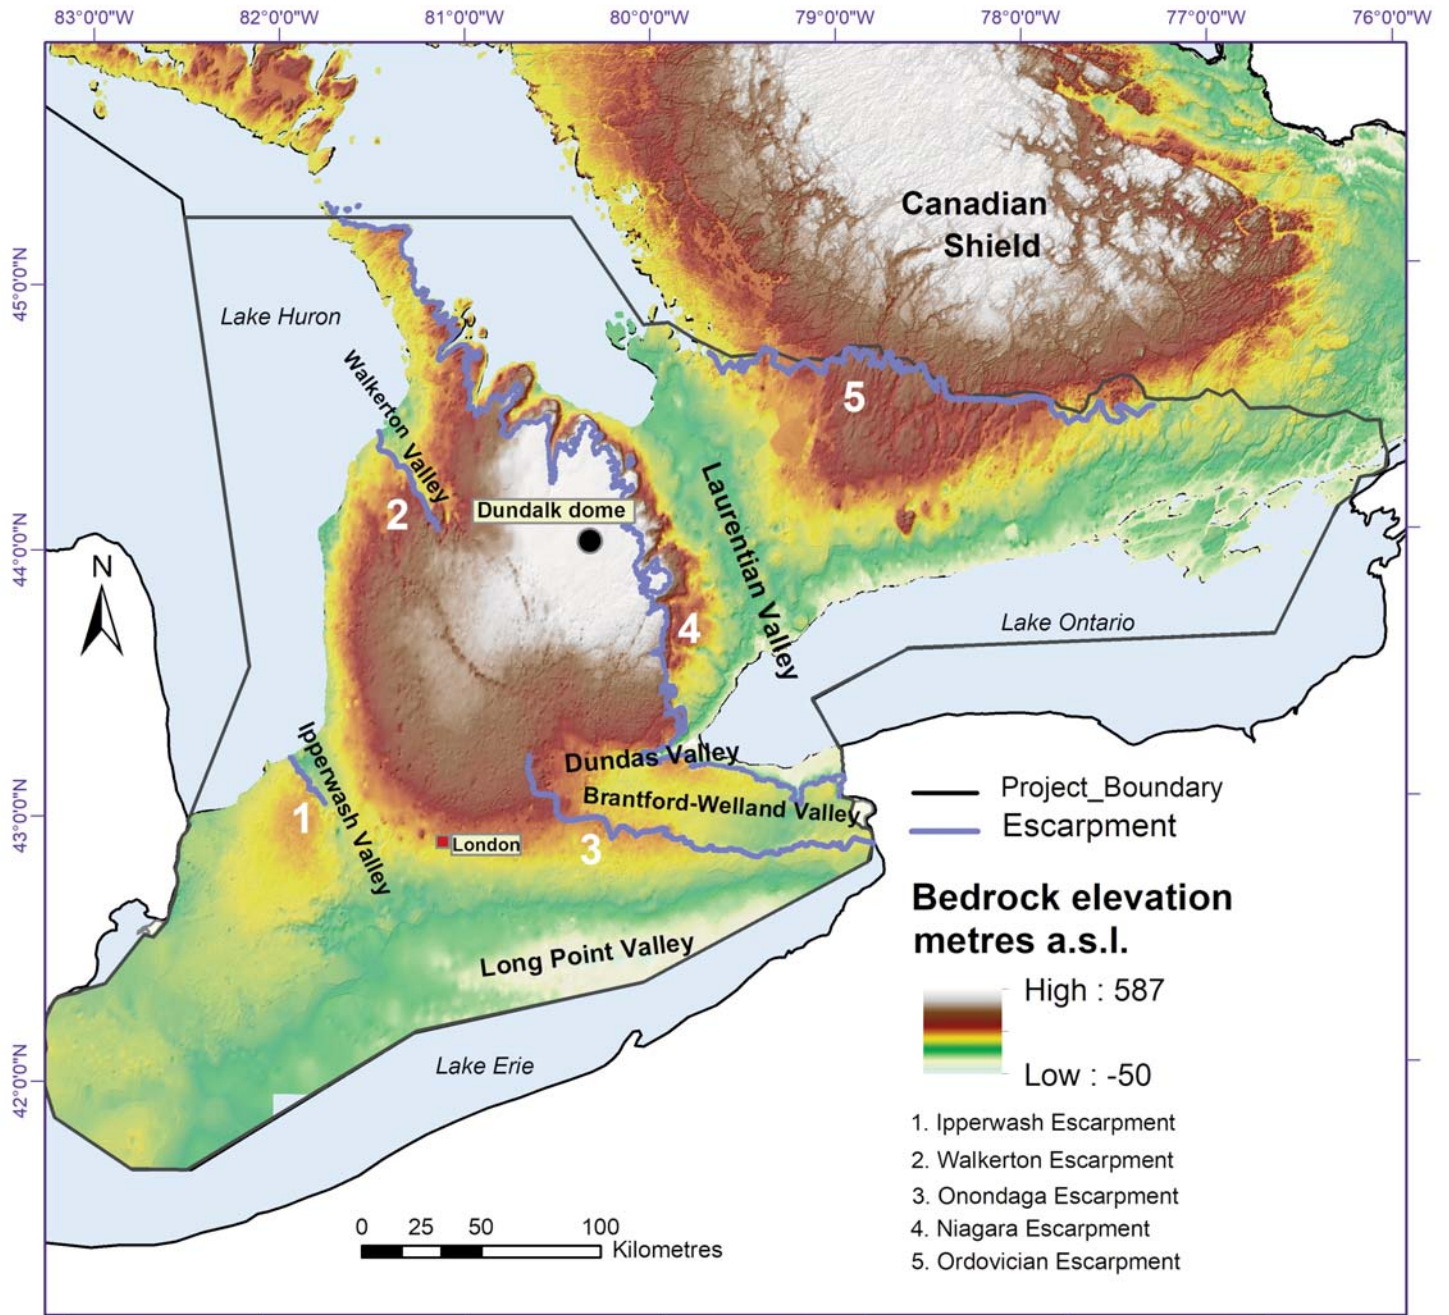 83°0'0"W 82°0'0"W 81°0'0"W 80°0'0"W 79°0'0"W 78°0'0"W 77°0'0"W 76°0'0"W
45°0'0"N
44°0'0"N
43°0'0"N
42°0'0"N
Canadian
Shield
Lake Huron
Walkerton Valley
5
2
Dundalk dome
Laurentian Valley
N
4
Lake Ontario
Ipperwash Valley
Dundas Valley
Brantford-Welland Valley
1
London
3
Long Point Valley
Lake Erie
Project_Boundary
Escarpment
Bedrock elevation
metres a.s.l.
High : 587
Low : -50
1. Ipperwash Escarpment
2. Walkerton Escarpment
3. Onondaga Escarpment
4. Niagara Escarpment
5. Ordovician Escarpment
0 25 50 100
Kilometres